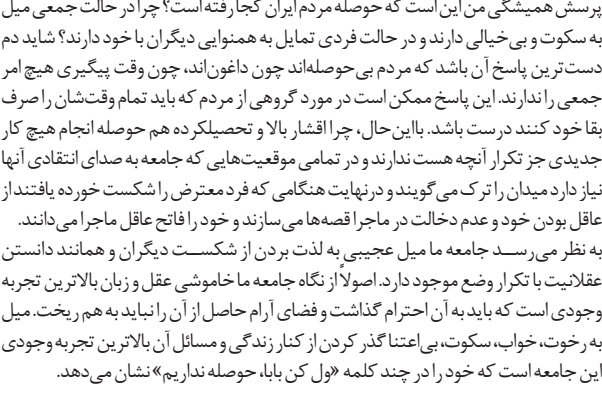 پرسش همیشگی من این است که حوصله مردم ایران کجا رفته است؟ چرا در حالت جمعی میل
به سکوت و بی‌خیالی دارند و در حالت فردی تمایل به همنوایی دیگران با خود دارند؟ شاید دم
دست‌ترین پاسخ آن باشد که مردم بی‌حوصله‌اند چون داغون‌اند، چون وقت پیگیری هیچ امر
جمعی را ندارند. این پاسخ ممکن است در مورد گروهی از مردم که باید تمام وقت‌شان را صرف
بقا خود کنند درست باشد. بااین‌حال، چرا اقشار بالا و تحصیلکرده هم حوصله انجام هیچ کار
جدیدی جز تکرار آنچه هست ندارند و در تمامی موقعیت‌هایی که جامعه به صدای انتقادی آنها
نیاز دارد میدان را ترک می‌گویند و درنهایت هنگامی که فرد معترض را شکست خورده یافتند از
عاقل بودن خود و عدم دخالت در ماجرا قصه‌ها می‌سازند و خود را فاتح عاقل ماجرا می‌دانند.
به نظر می‌رسد جامعه ما میل عجیبی به لذت بردن از شکست دیگران و همانند دانستن
عقلانیت با تکرار وضع موجود دارد. اصولاً از نگاه جامعه ما خاموشی عقل و زبان بالاترین تجربه
وجودی است که باید به آن احترام گذاشت و فضای آرام حاصل از آن را نباید به هم ریخت. میل
به رخوت، خواب، سکوت، بی‌اعتنا گذر کردن از کنار زندگی و مسائل آن بالاترین تجربه وجودی
این جامعه است که خود را در چند کلمه «ول کن بابا، حوصله نداریم» نشان می‌دهد.